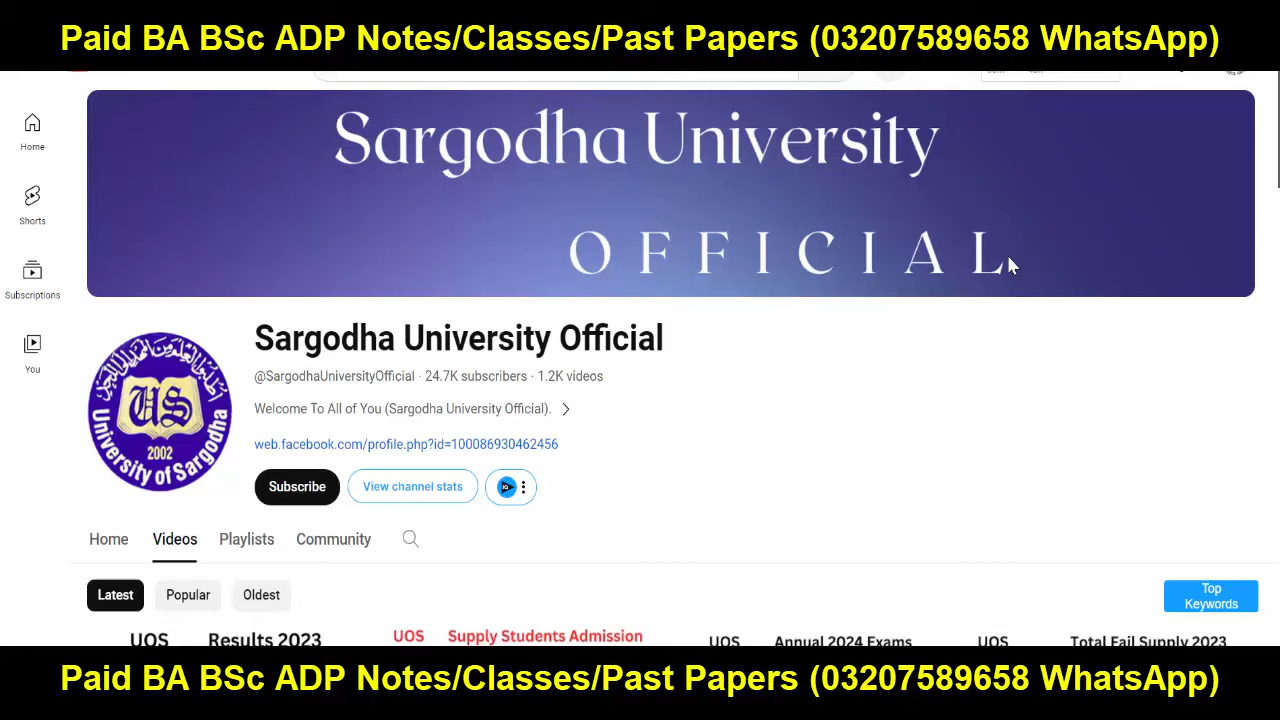 Paid BA BSc ADP Notes/Classes/Past Papers (03207589658 WhatsApp)
Sargodha University
OFFICIAL
Home
Shorts
Subscriptions
You
University of Sargodha
US
2002
Sargodha University Official
@SargodhaUniversityOfficial · 24.7K subscribers · 1.2K videos
Welcome To All of You (Sargodha University Official).
web.facebook.com/profile.php?id=100086930462456
Subscribe
View channel stats
IQ
Home Videos Playlists Community
Latest Popular Oldest
Top
Keywords
UOS Results 2023
UOS Supply Students Admission
UOS Annual 2024 Exams
UOS Total Fail Supply 2023
Paid BA BSc ADP Notes/Classes/Past Papers (03207589658 WhatsApp)